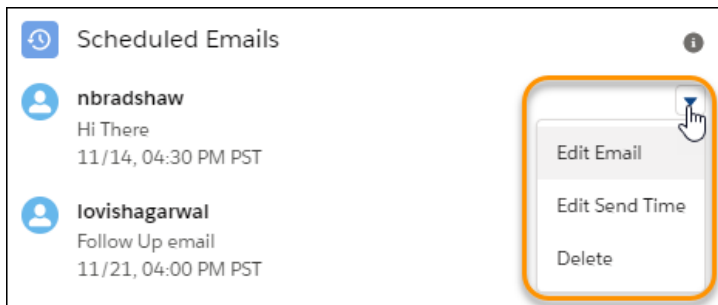 Scheduled Emails
nbradshaw
Hi There
11/14, 04:30 PM PST
Edit Email
Edit Send Time
Delete
lovishagarwal
Follow Up email
11/21, 04:00 PM PST